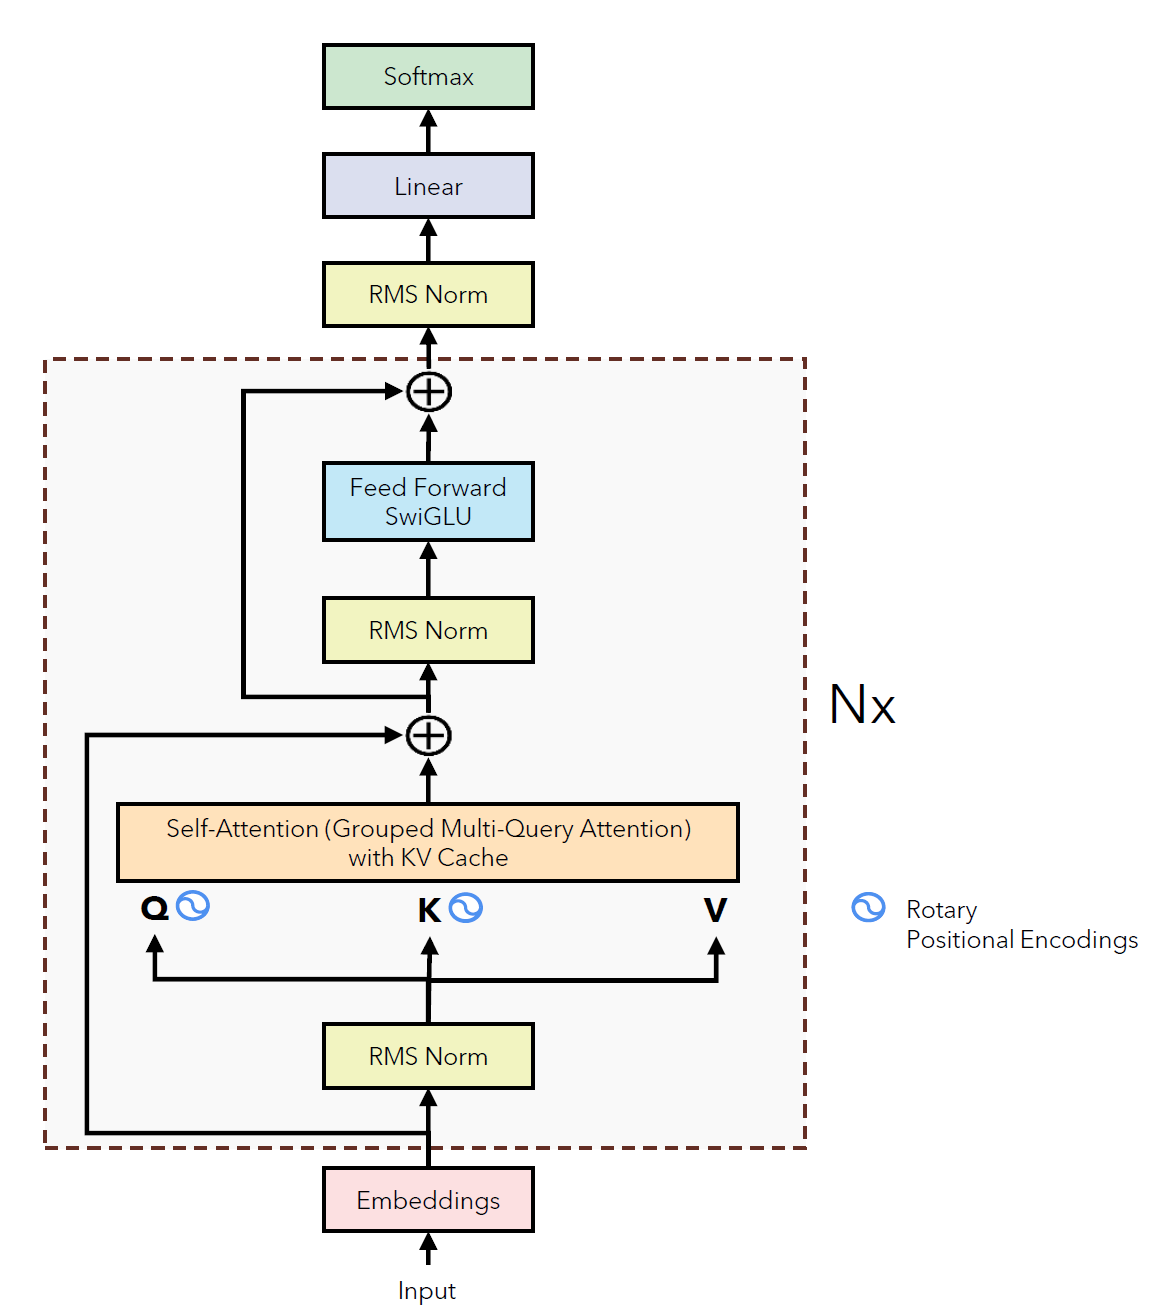 Softmax
Linear
RMS Norm
Feed Forward
SwiGLU
RMS Norm
Nx
Self-Attention (Grouped Multi-Query Attention)
with KV Cache
Q K V
Rotary
Positional Encodings
RMS Norm
Embeddings
Input